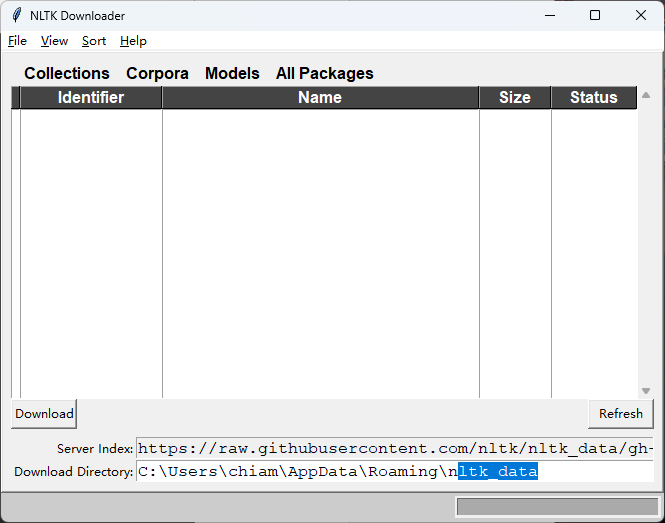 NLTK Downloader
File View Sort Help
Collections Corpora Models All Packages
Identifier Name Size Status
Download Refresh
Server Index: https://raw.githubusercontent.com/nltk/nltk_data/gh-
Download Directory: C:\Users\chiam\AppData\Roaming\nltk_data